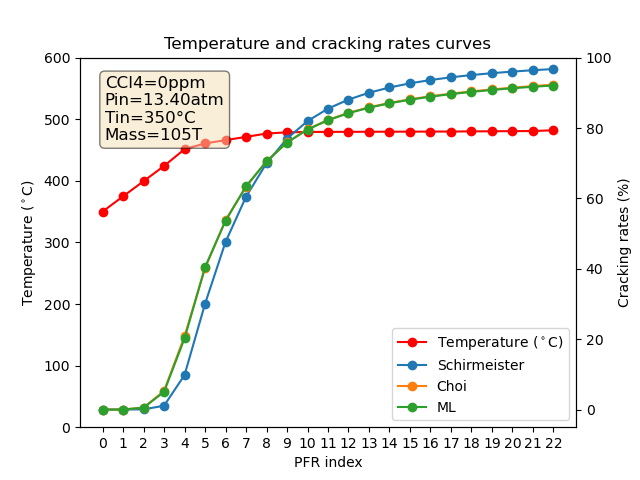 Temperature and cracking rates curves
600
500
400
300
200
100
0
Temperature (°C)
CCl4=0ppm
Pin=13.40atm
Tin=350°C
Mass=105T
100
80
60
40
20
0
Cracking rates (%)
Temperature (°C)
Schirmeister
Choi
ML
0 1 2 3 4 5 6 7 8 9 10 11 12 13 14 15 16 17 18 19 20 21 22
PFR index